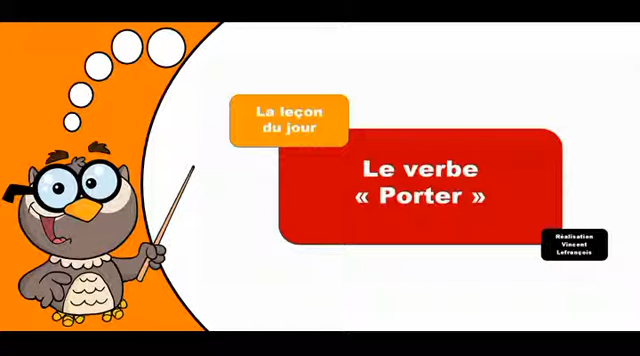 La leçon
du jour
Le verbe
« Porter »
Réalisation
Vincent
Lefrançois